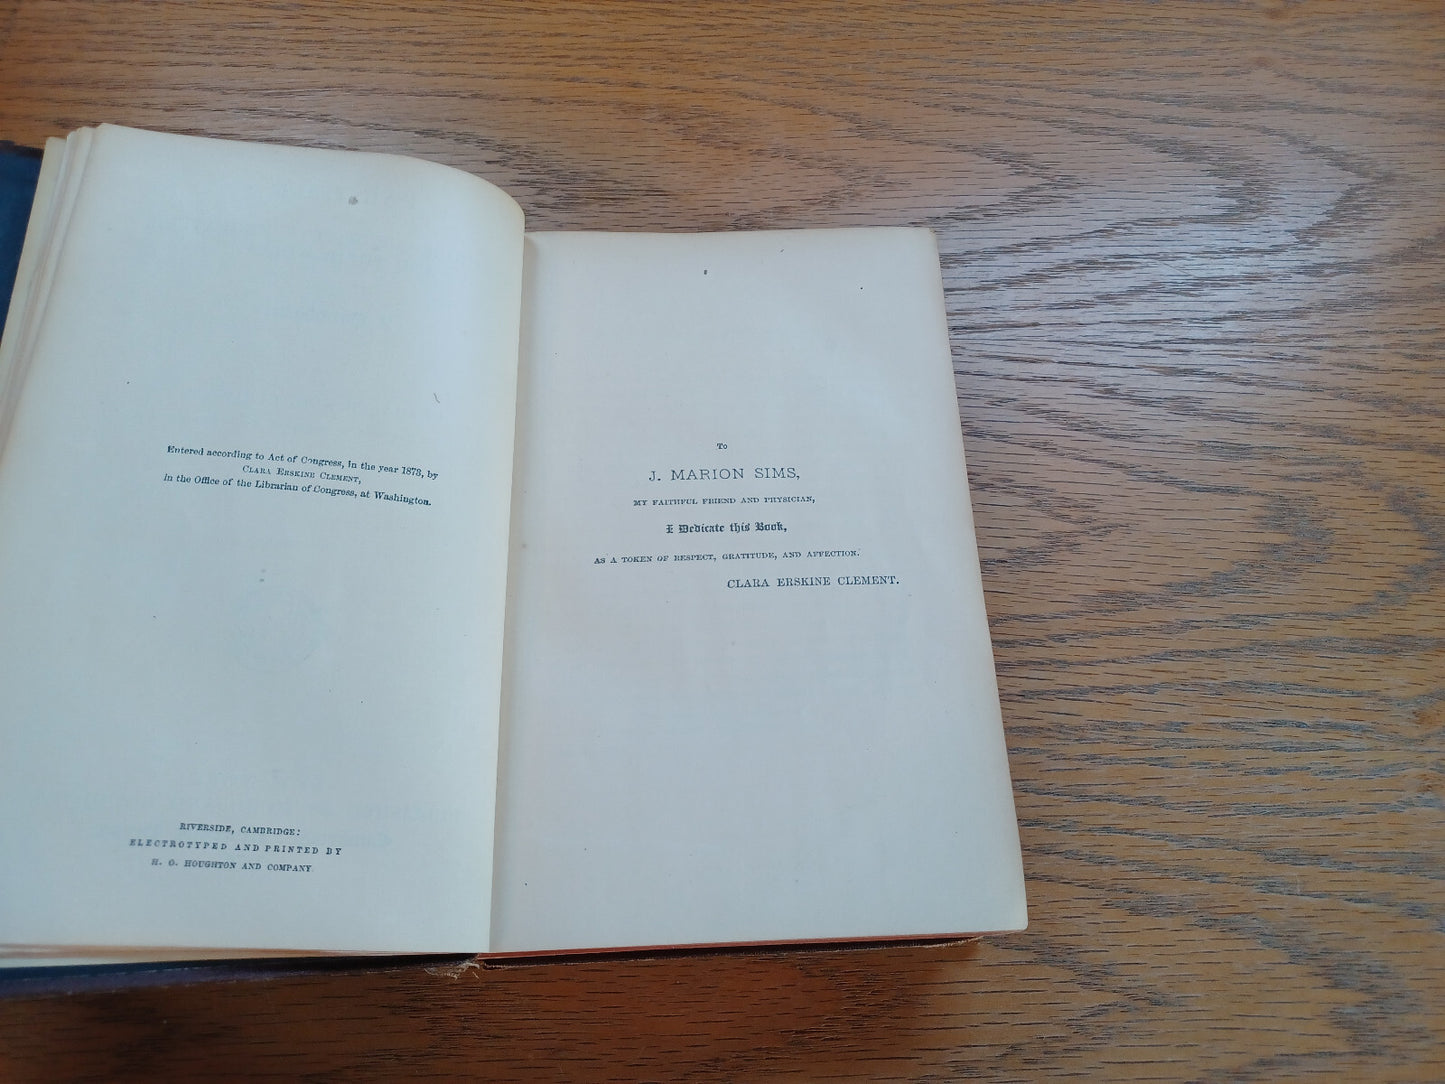 Entered according to Act of Congress, in the year 1873, by
CLARA ERSKINE CLEMENT,
in the Office of the Librarian of Congress, at Washington.
RIVERSIDE, CAMBRIDGE:
ELECTROTYPED AND PRINTED BY
H. O. HOUGHTON AND COMPANY.
To
J. MARION SIMS,
MY FAITHFUL FRIEND AND PHYSICIAN,
I Dedicate this Book,
AS A TOKEN OF RESPECT, GRATITUDE, AND AFFECTION.
CLARA ERSKINE CLEMENT.